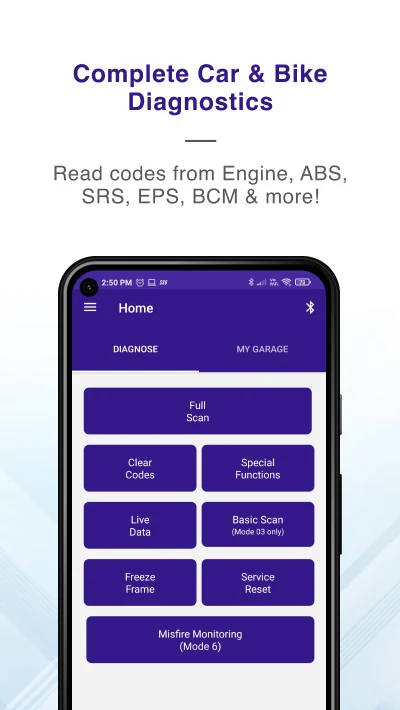 Complete Car & Bike
Diagnostics
Read codes from Engine, ABS,
SRS, EPS, BCM & more!
2:50 PM
Home
DIAGNOSE
MY GARAGE
Full
Scan
Clear
Codes
Special
Functions
Live
Data
Basic Scan
(Mode 03 only)
Freeze
Frame
Service
Reset
Misfire Monitoring
(Mode 6)